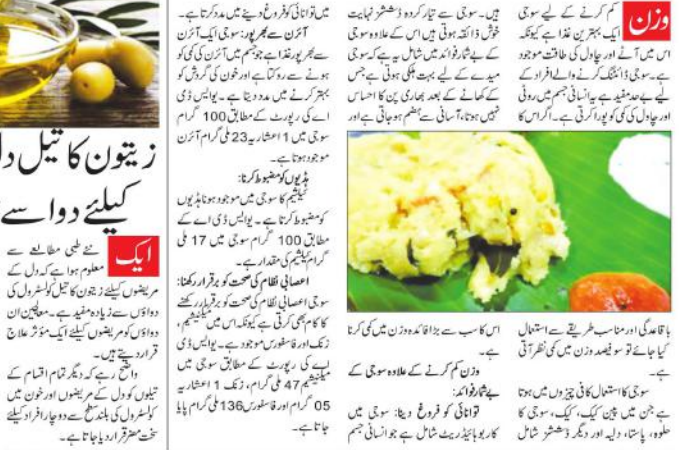 وزن
کم کرنے کے لیے سوجی
ایک بہترین غذا ہے کیونکہ
اس میں آٹے اور چاول کی طاقت موجود
ہے۔ سوجی ڈائٹنگ کرنے والے افراد کے
لیے بے حد مفید ہے یہ انسانی جسم میں روٹی
اور چاول کی کمی کو پورا کرتی ہے۔ اگر اس کا
باقاعدگی اور مناسب طریقے سے استعمال
کیا جائے تو سو فیصد وزن میں کمی نظر آتی
ہے۔
سوجی کا استعمال کافی چیزوں میں ہوتا
ہے جن میں پین کیک، کیک، سوجی کا
حلوہ، پاستا، دلیہ اور دیگر ڈشز شامل
ہیں۔ سوجی سے تیار کردہ ڈشز نہایت
خوش ذائقہ ہوتی ہیں اس کے علاوہ سوجی
کے بے شمار فوائد میں شامل یہ ہے کہ سوجی
میدے کے لیے بہت ہلکی ہوتی ہے جس
کے کھانے کے بعد بھاری پن کا احساس
نہیں ہوتا، آسانی سے ہضم ہو جاتی ہے اور
اس کا سب سے بڑا فائدہ وزن میں کمی کرنا
ہے۔
وزن کم کرنے کے علاوہ سوجی کے
بے شمار فوائد:
توانائی کو فروغ دینا: سوجی میں
کاربوہائیڈریٹ شامل ہے جو انسانی جسم
میں توانائی کو فروغ دینے میں مدد کرتا ہے۔
آئرن سے بھرپور: سوجی ایک آئرن
سے بھرپور غذا ہے جو جسم میں آئرن کی کمی کو
ہونے سے روکتا ہے اور خون کی گردش کو
بہتر کرنے میں مدد دیتا ہے۔ یو ایس ڈی
اے کی رپورٹ کے مطابق 100 گرام
سوجی میں 1 اعشاریہ 23 ملی گرام آئرن
موجود ہوتا ہے۔
ہڈیوں کو مضبوط کرنا:
کیلشیم کا سوجی میں موجود ہونا ہڈیوں
کو مضبوط کرتا ہے۔ یو ایس ڈی اے کے
مطابق 100 گرام سوجی میں 17 ملی
گرام کیلشیم کی مقدار ہے۔
اعصابی نظام کی صحت کو برقرار رکھنا:
سوجی اعصابی نظام کی صحت کو برقرار رکھنے
کا کام بھی کرتی ہے کیونکہ اس میں میگنیشیم،
زنک اور فاسفورس موجود ہے۔ یو ایس ڈی
اے کی رپورٹ کے مطابق سوجی میں
میگنیشیم 47 ملی گرام، زنک 1 اعشاریہ
05 گرام اور فاسفورس 136 ملی گرام پایا
جاتا ہے۔
زیتون کا تیل
کیلئے دوا سے
ایک
نئے طبی مطالعے سے
معلوم ہوا ہے کہ دل کے
مریضوں کیلئے زیتون کا تیل کولسٹرول کی
دواؤں سے زیادہ مفید ہے۔ معالجین ان
دواؤں کو مریضوں کیلئے ایک مؤثر علاج
قرار دیتے ہیں۔
واضح رہے کہ دیگر تمام اقسام کے
تیلوں کو دل کے مریضوں اور خون میں
کولسٹرول کی بلند سطح سے دوچار افراد کیلئے
سخت مضر قرار دیا جاتا ہے۔